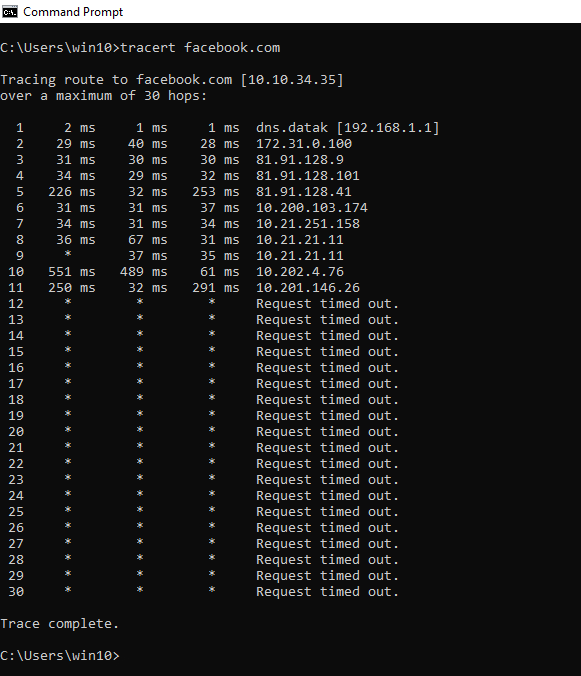 Command Prompt
C:\Users\win10>tracert facebook.com
Tracing route to facebook.com [10.10.34.35]
over a maximum of 30 hops:
1 2 ms 1 ms 1 ms dns.datak [192.168.1.1]
2 29 ms 40 ms 28 ms 172.31.0.100
3 31 ms 30 ms 30 ms 81.91.128.9
4 34 ms 29 ms 32 ms 81.91.128.101
5 226 ms 32 ms 253 ms 81.91.128.41
6 31 ms 31 ms 37 ms 10.200.103.174
7 34 ms 31 ms 34 ms 10.21.251.158
8 36 ms 67 ms 31 ms 10.21.21.11
9 * 37 ms 35 ms 10.21.21.11
10 551 ms 489 ms 61 ms 10.202.4.76
11 250 ms 32 ms 291 ms 10.201.146.26
12 * * * Request timed out.
13 * * * Request timed out.
14 * * * Request timed out.
15 * * * Request timed out.
16 * * * Request timed out.
17 * * * Request timed out.
18 * * * Request timed out.
19 * * * Request timed out.
20 * * * Request timed out.
21 * * * Request timed out.
22 * * * Request timed out.
23 * * * Request timed out.
24 * * * Request timed out.
25 * * * Request timed out.
26 * * * Request timed out.
27 * * * Request timed out.
28 * * * Request timed out.
29 * * * Request timed out.
30 * * * Request timed out.
Trace complete.
C:\Users\win10>